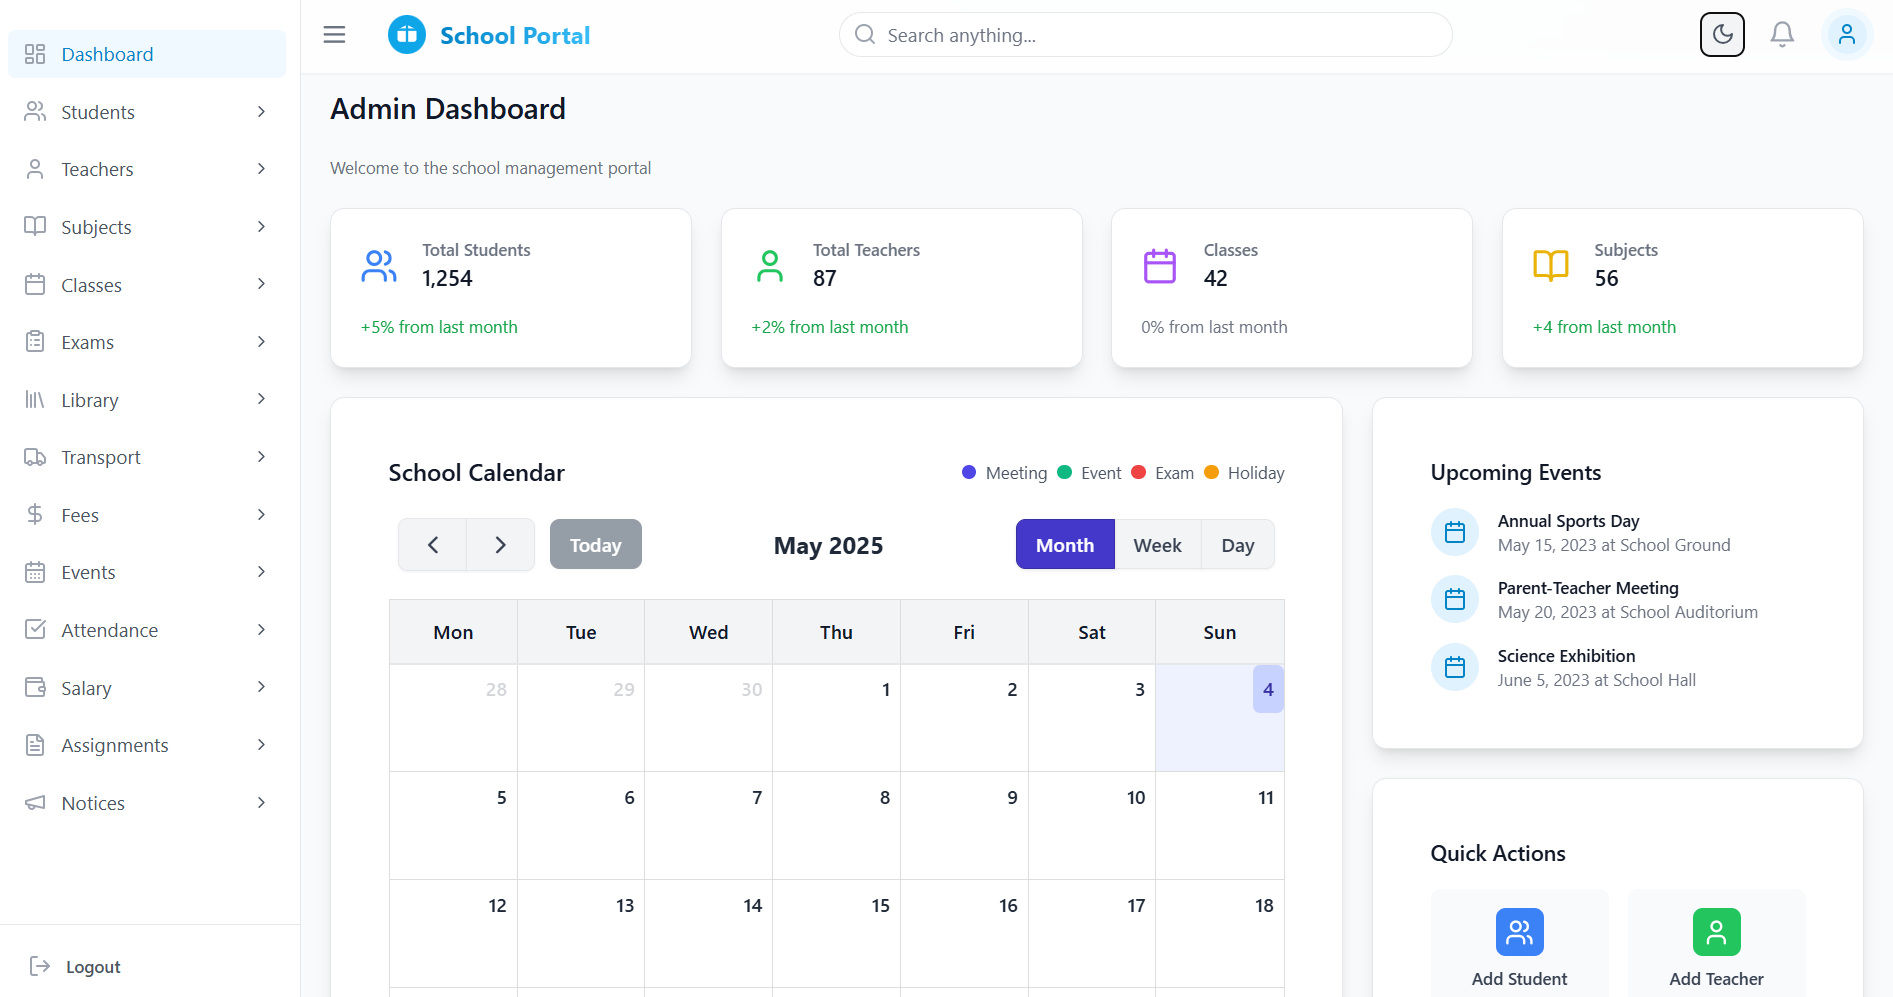 Dashboard
Students
Teachers
Subjects
Classes
Exams
Library
Transport
Fees
Events
Attendance
Salary
Assignments
Notices
Logout
School Portal
Search anything...
Admin Dashboard
Welcome to the school management portal
Total Students
1,254
+5% from last month
Total Teachers
87
+2% from last month
Classes
42
0% from last month
Subjects
56
+4 from last month
School Calendar
Meeting Event Exam Holiday
Today
May 2025
Month Week Day
Mon Tue Wed Thu Fri Sat Sun
28 29 30 1 2 3 4
5 6 7 8 9 10 11
12 13 14 15 16 17 18
Upcoming Events
Annual Sports Day
May 15, 2023 at School Ground
Parent-Teacher Meeting
May 20, 2023 at School Auditorium
Science Exhibition
June 5, 2023 at School Hall
Quick Actions
Add Student
Add Teacher